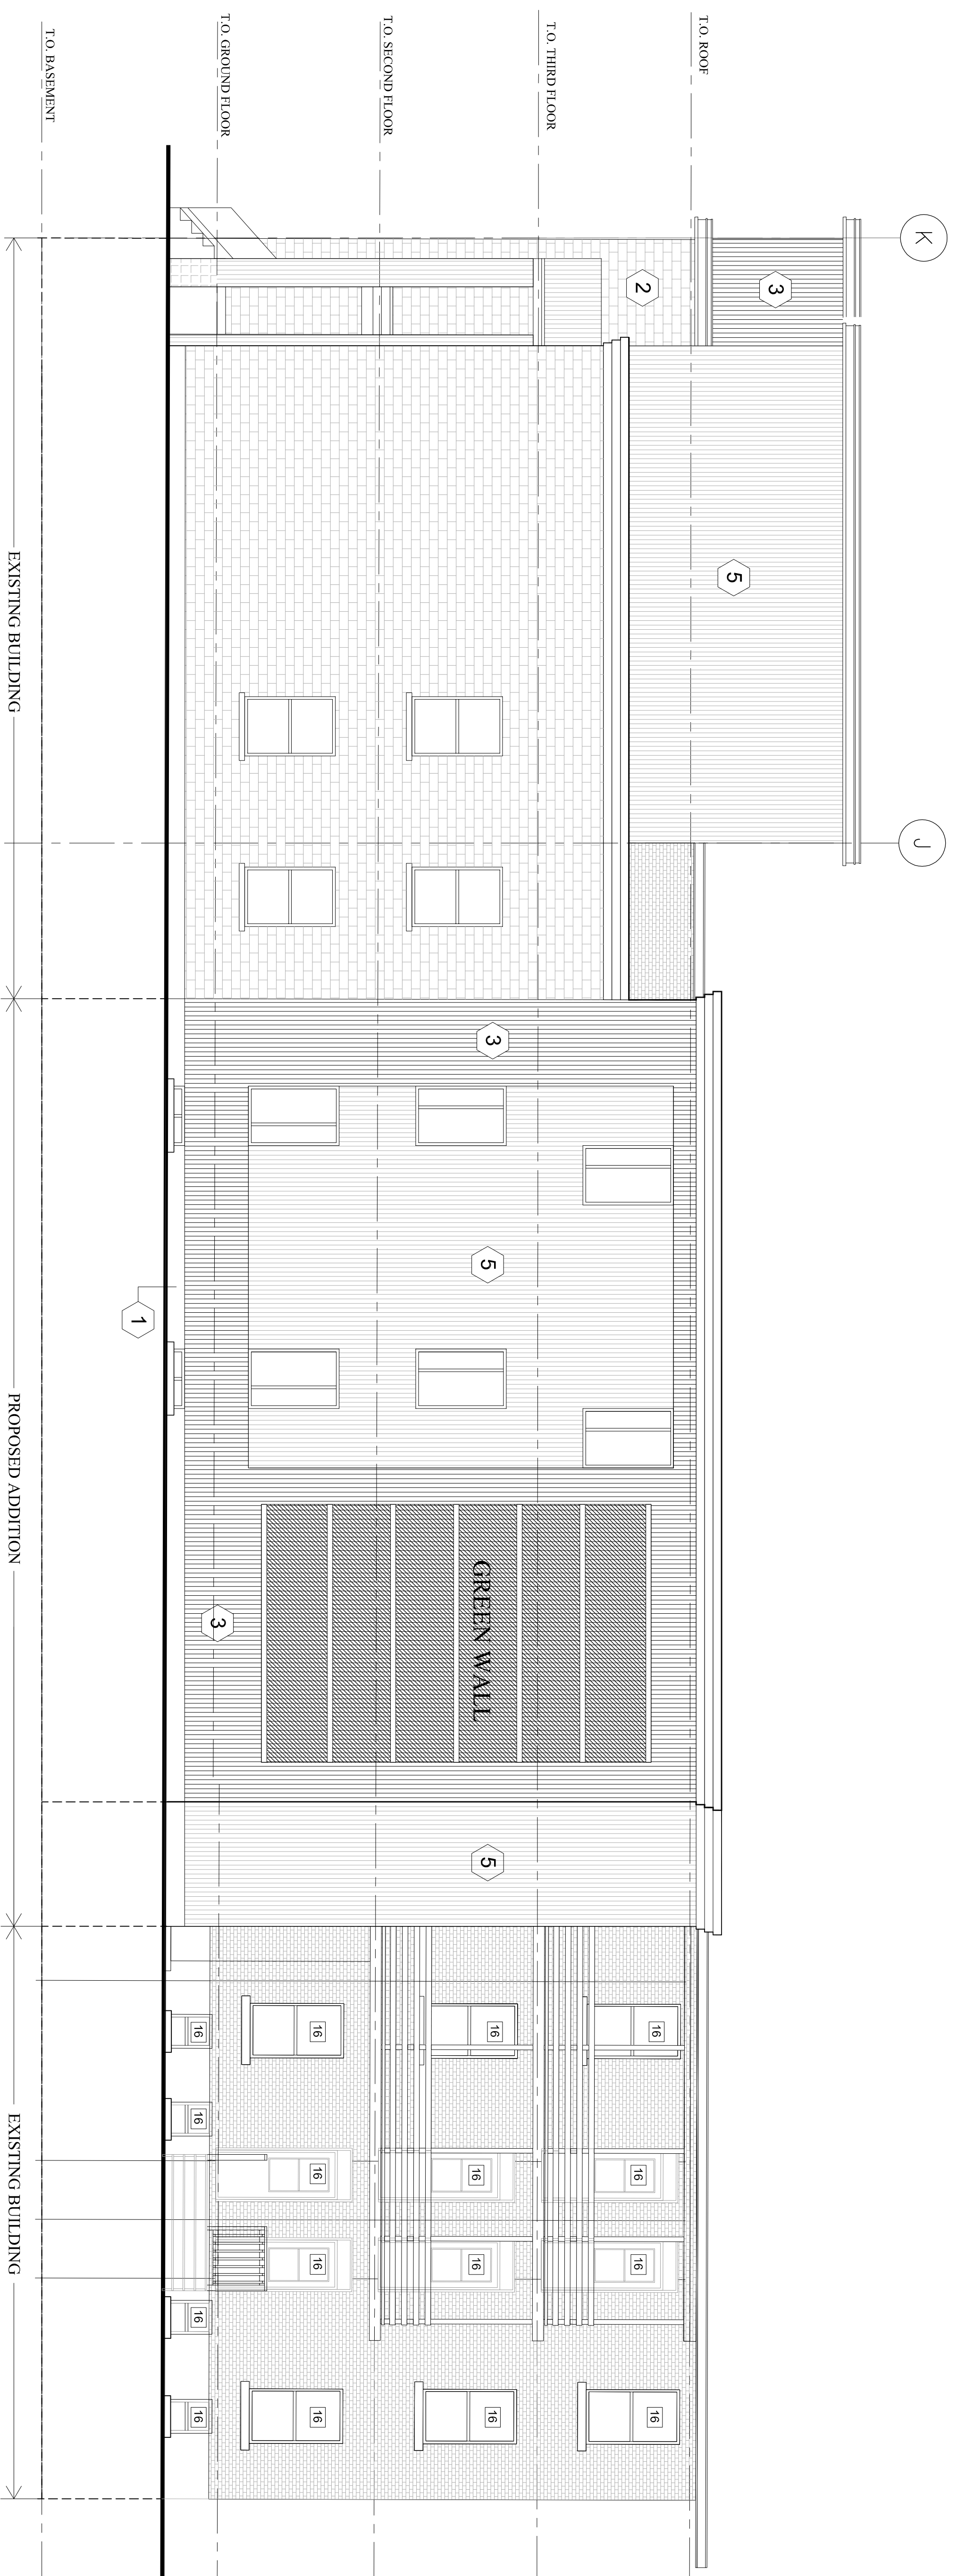 K
J
3
5
T.O. ROOF
2
16
16
16
16
T.O. THIRD FLOOR
3
5
GREEN WALL
5
16
16
16
16
T.O. SECOND FLOOR
16
16
16
16
T.O. GROUND FLOOR
3
16
16
16
16
1
T.O. BASEMENT
EXISTING BUILDING
PROPOSED ADDITION
EXISTING BUILDING